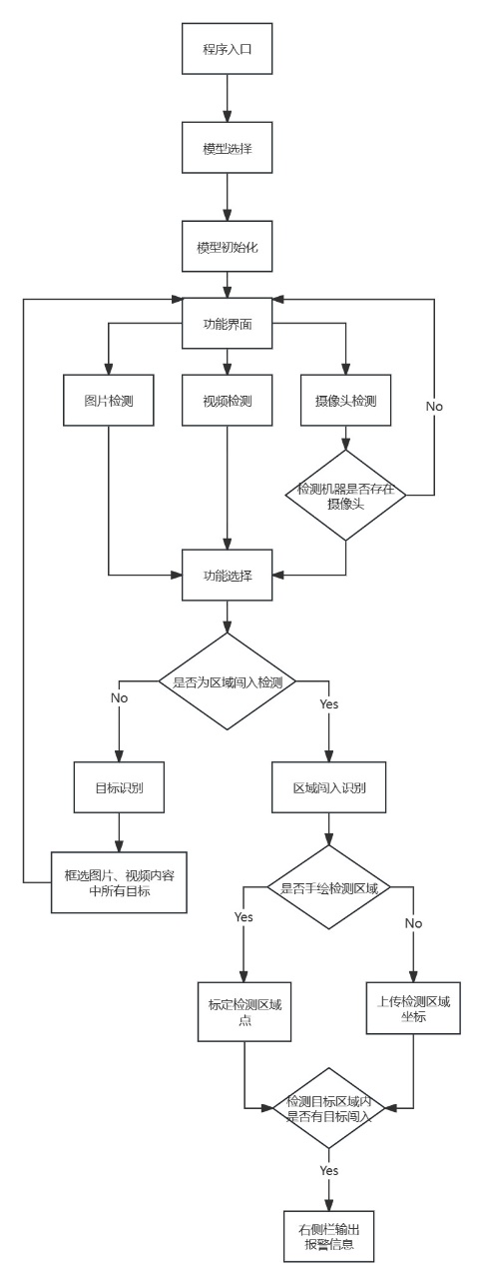 程序入口
模型选择
模型初始化
功能界面
图片检测
视频检测
摄像头检测
No
检测机器是否存在
摄像头
功能选择
是否为区域闯入检测
No
Yes
目标识别
区域闯入识别
框选图片、视频内容
中所有目标
是否手绘检测区域
Yes
No
标定检测区域
点
上传检测区域
坐标
检测目标区域内
是否有目标闯入
Yes
右侧栏输出
报警信息